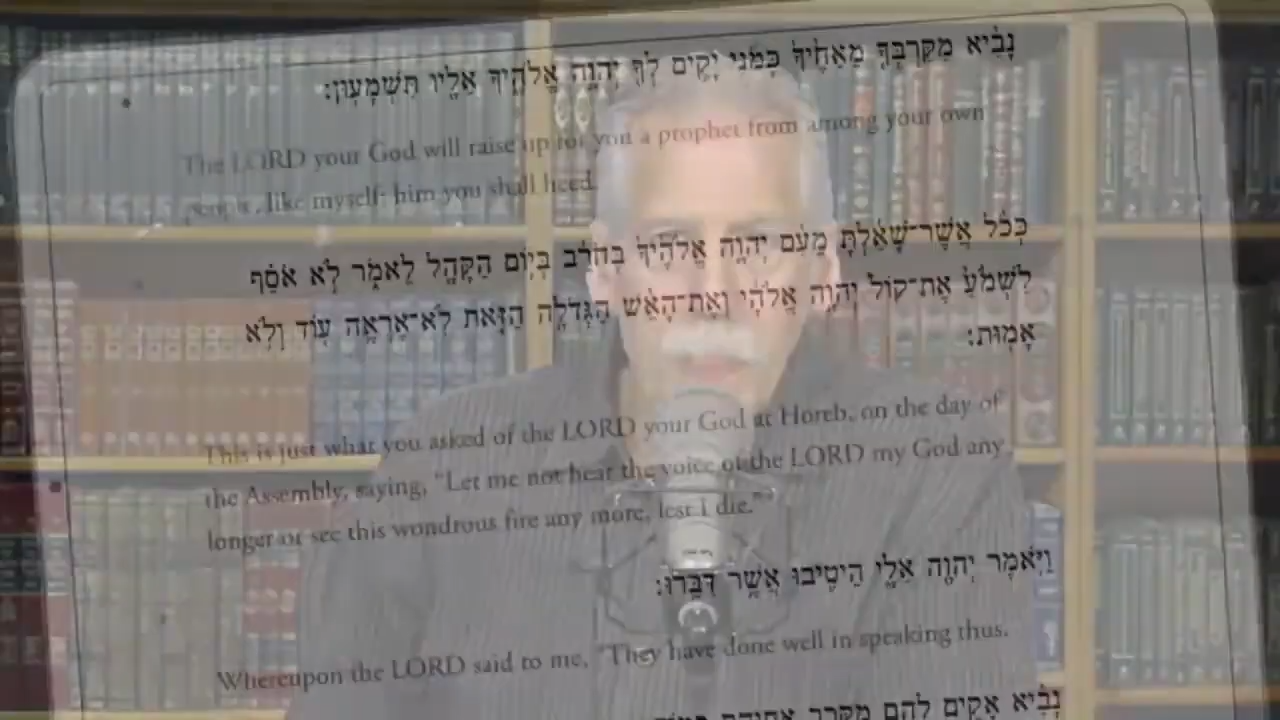 נָבִ֨יא מִקִּרְבְּךָ֤ מֵאַחֶ֙יךָ֙ כָּמֹ֔נִי יָקִ֥ים לְךָ֖ יְהוָ֣ה אֱלֹהֶ֑יךָ אֵלָ֖יו תִּשְׁמָעֽוּן׃
The LORD your God will raise up for you a prophet from among your own
people, like myself; him you shall heed.
כְּכֹ֨ל אֲשֶׁר־שָׁאַ֜לְתָּ מֵעִ֨ם יְהוָ֤ה אֱלֹהֶ֙יךָ֙ בְּחֹרֵ֔ב בְּי֥וֹם הַקָּהָ֖ל לֵאמֹ֑ר לֹ֣א אֹסֵ֗ף
לִשְׁמֹ֙עַ֙ אֶת־קוֹל֙ יְהוָ֣ה אֱלֹהָ֔י וְאֶת־הָאֵ֨שׁ הַגְּדֹלָ֥ה הַזֹּ֛את לֹֽא־אֶרְאֶ֥ה ע֖וֹד וְלֹ֥א
אָמֽוּת׃
This is just what you asked of the LORD your God at Horeb, on the day of
the Assembly, saying, "Let me not hear the voice of the LORD my God any
longer or see this wondrous fire any more, lest I die."
וַיֹּ֥אמֶר יְהוָ֖ה אֵלָ֑י הֵיטִ֖יבוּ אֲשֶׁ֥ר דִּבֵּֽרוּ׃
Whereupon the LORD said to me, "They have done well in speaking thus.
נָבִ֨יא אָקִ֥ים לָהֶ֛ם מִקֶּ֥רֶב אֲחֵיהֶ֖ם